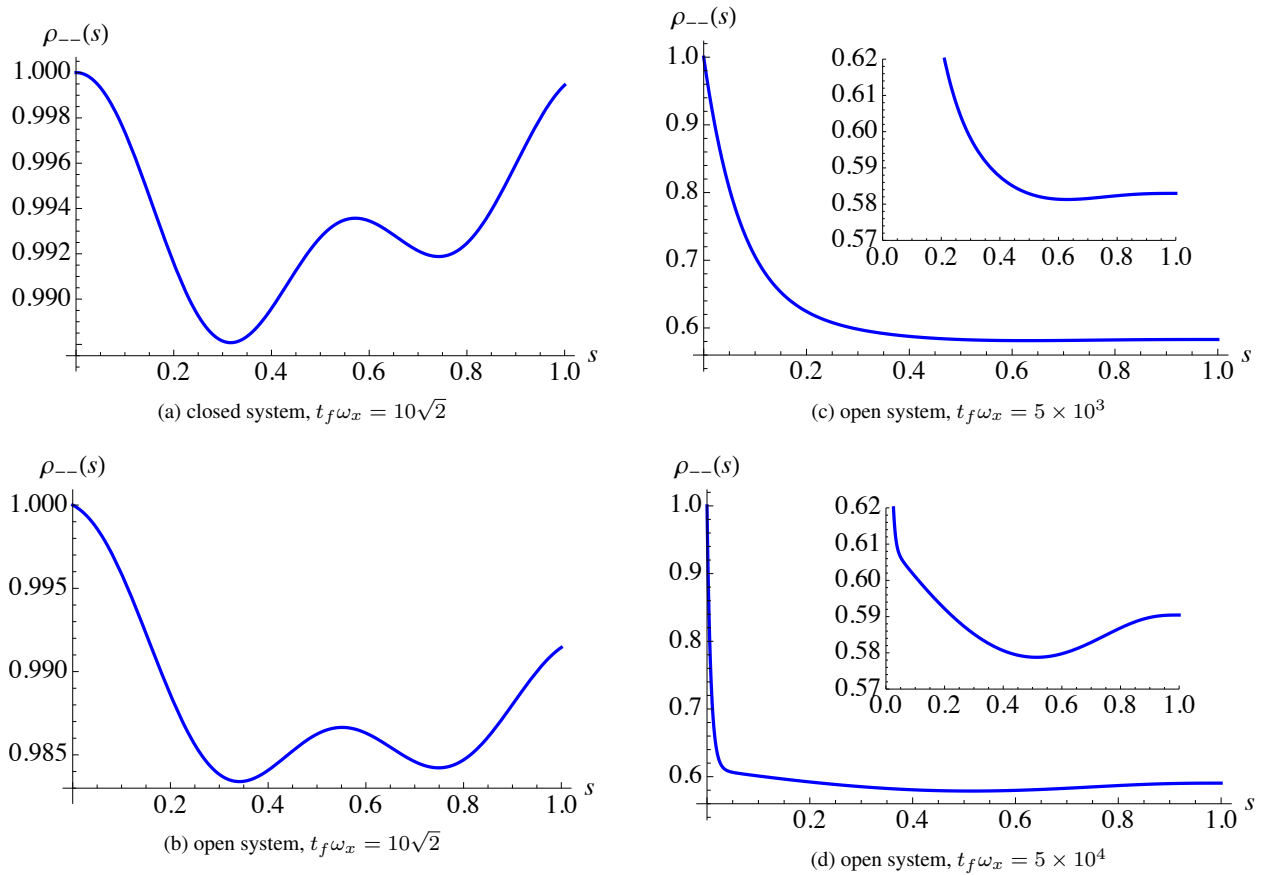 ρ−−(s)
1.000
0.998
0.996
0.994
0.992
0.990
0.2 0.4 0.6 0.8 1.0 s
(a) closed system, t_f ω_x = 10√2
ρ−−(s)
1.000
0.995
0.990
0.985
0.2 0.4 0.6 0.8 1.0 s
(b) open system, t_f ω_x = 10√2
ρ−−(s)
1.0
0.9
0.8
0.7
0.6
0.2 0.4 0.6 0.8 1.0 s
0.62
0.61
0.60
0.59
0.58
0.57
0.0 0.2 0.4 0.6 0.8 1.0
(c) open system, t_f ω_x = 5 × 10³
ρ−−(s)
1.0
0.9
0.8
0.7
0.6
0.2 0.4 0.6 0.8 1.0 s
0.62
0.61
0.60
0.59
0.58
0.57
0.0 0.2 0.4 0.6 0.8 1.0
(d) open system, t_f ω_x = 5 × 10⁴